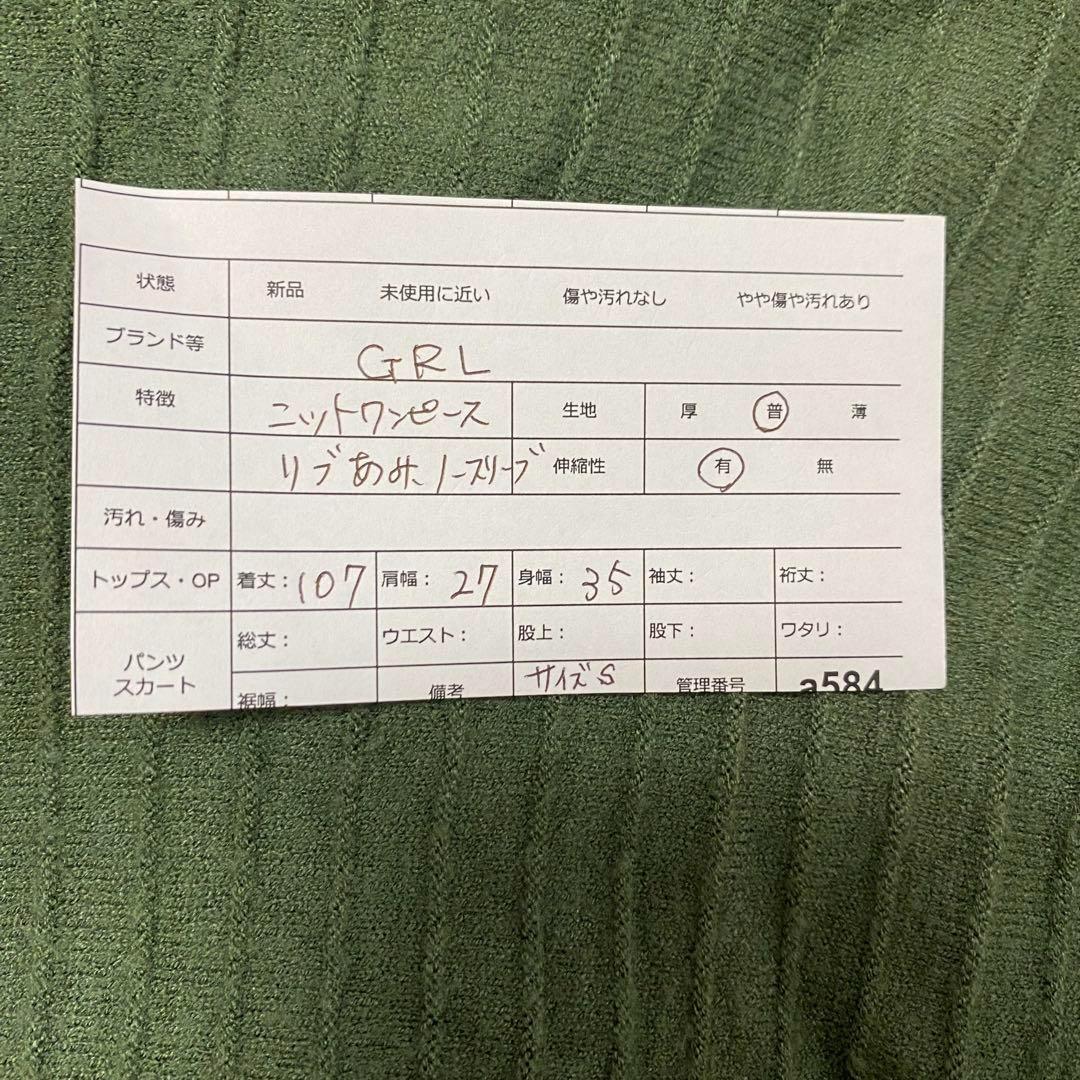 状態 新品 未使用に近い 傷や汚れなし やや傷や汚れあり
ブランド等 GRL
特徴 ニットワンピース 生地 厚 普 薄
リブあみ、ノースリーブ 伸縮性 有 無
汚れ・傷み
トップス・OP 着丈：107 肩幅：27 身幅：35 袖丈： 裄丈：
パンツ スカート 総丈： ウエスト： 股上： 股下： ワタリ：
裾幅： 備考 サイズS 管理番号 a584